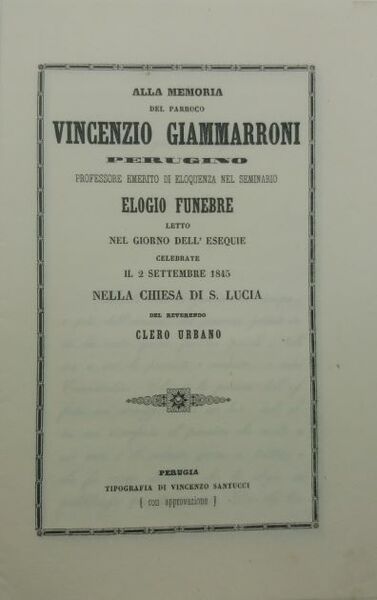 ALLA MEMORIA
DEL PARROCO
VINCENZIO GIAMMARRONI
PERUGINO
PROFESSORE EMERITO DI ELOQUENZA NEL SEMINARIO
ELOGIO FUNEBRE
LETTO
NEL GIORNO DELL' ESEQUIE
CELEBRATE
IL 2 SETTEMBRE 1845
NELLA CHIESA DI S. LUCIA
DEL REVERENDO
CLERO URBANO
PERUGIA
TIPOGRAFIA DI VINCENZO SANTUCCI
( con approvazione )